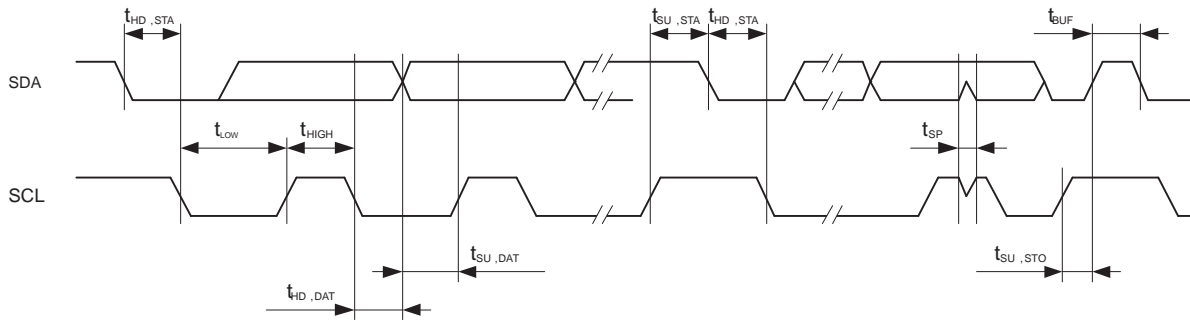 tHD ,STA
tSU ,STA
tHD ,STA
tBUF
SDA
tLOW
tHIGH
tSP
SCL
tSU ,DAT
tSU ,STO
tHD ,DAT